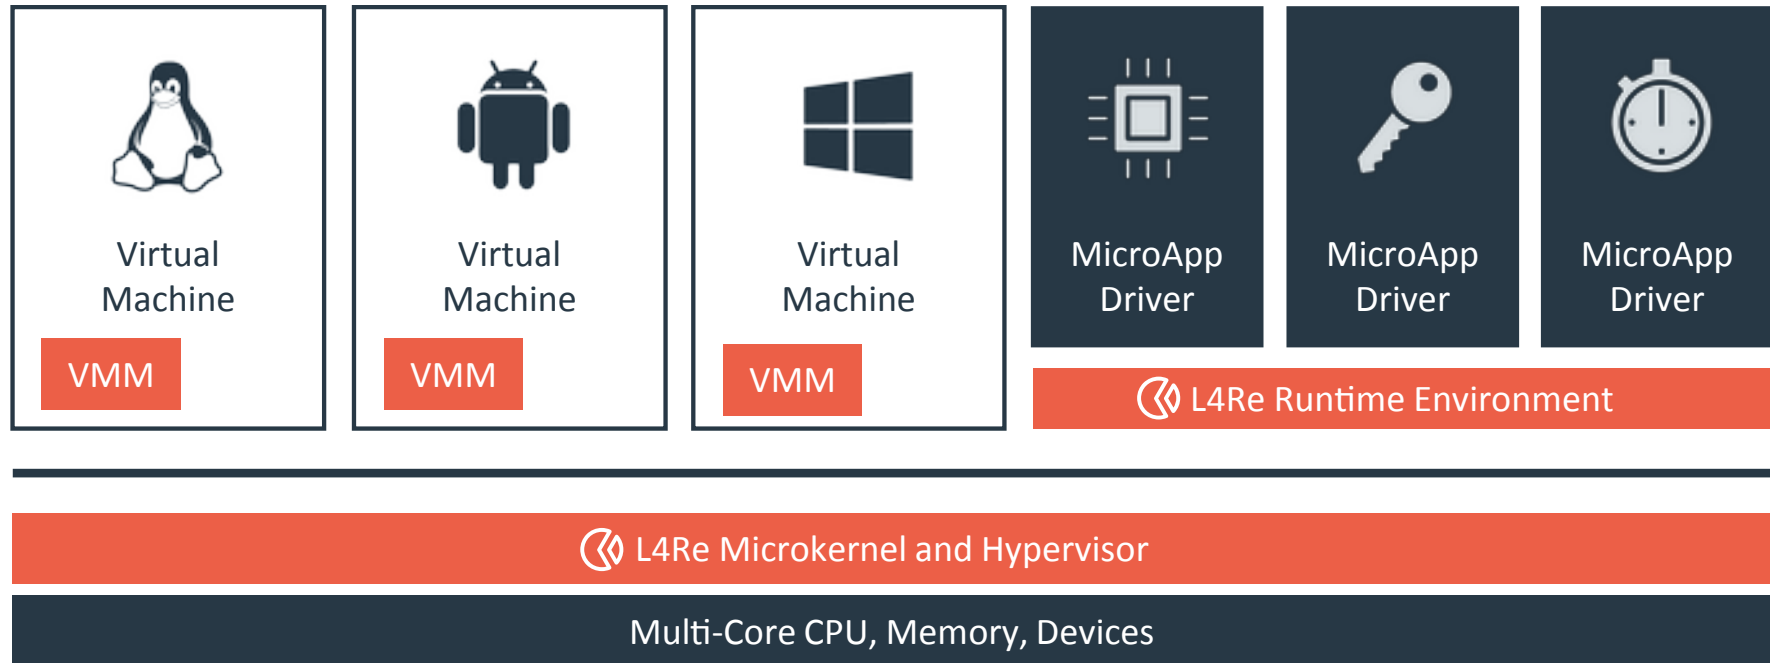 Virtual
Machine
VMM
Virtual
Machine
VMM
Virtual
Machine
VMM
MicroApp
Driver
MicroApp
Driver
MicroApp
Driver
L4Re Runtime Environment
L4Re Microkernel and Hypervisor
Multi-Core CPU, Memory, Devices